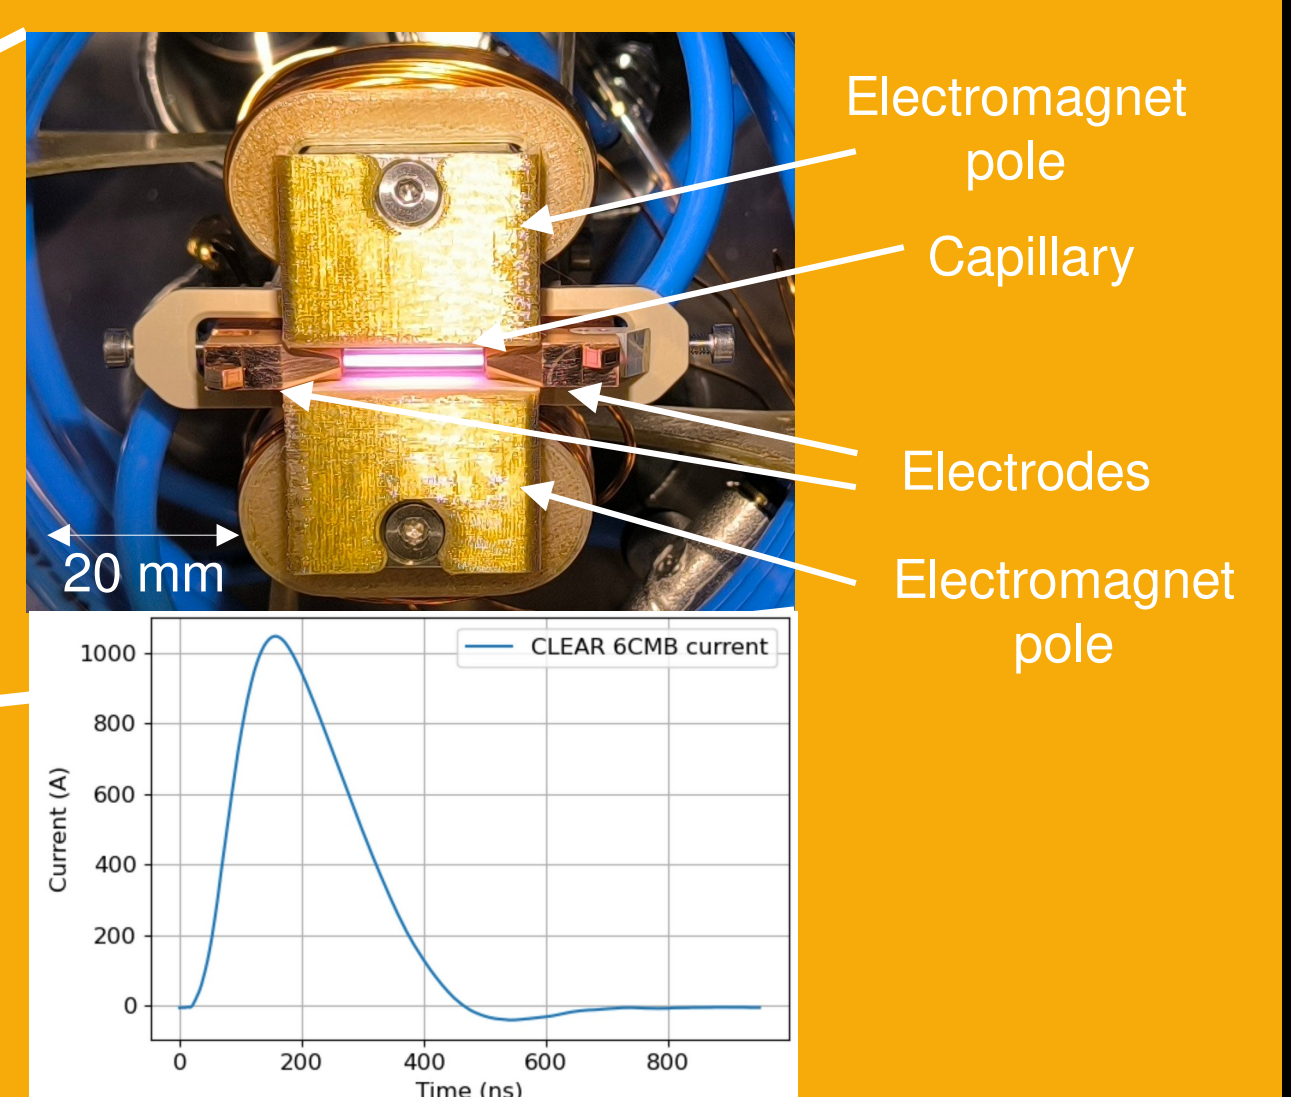 Electromagnet
pole
Capillary
Electrodes
Electromagnet
pole
20 mm
CLEAR 6CMB current
1000
800
600
400
200
0
Current (A)
0 200 400 600 800
Time (ns)